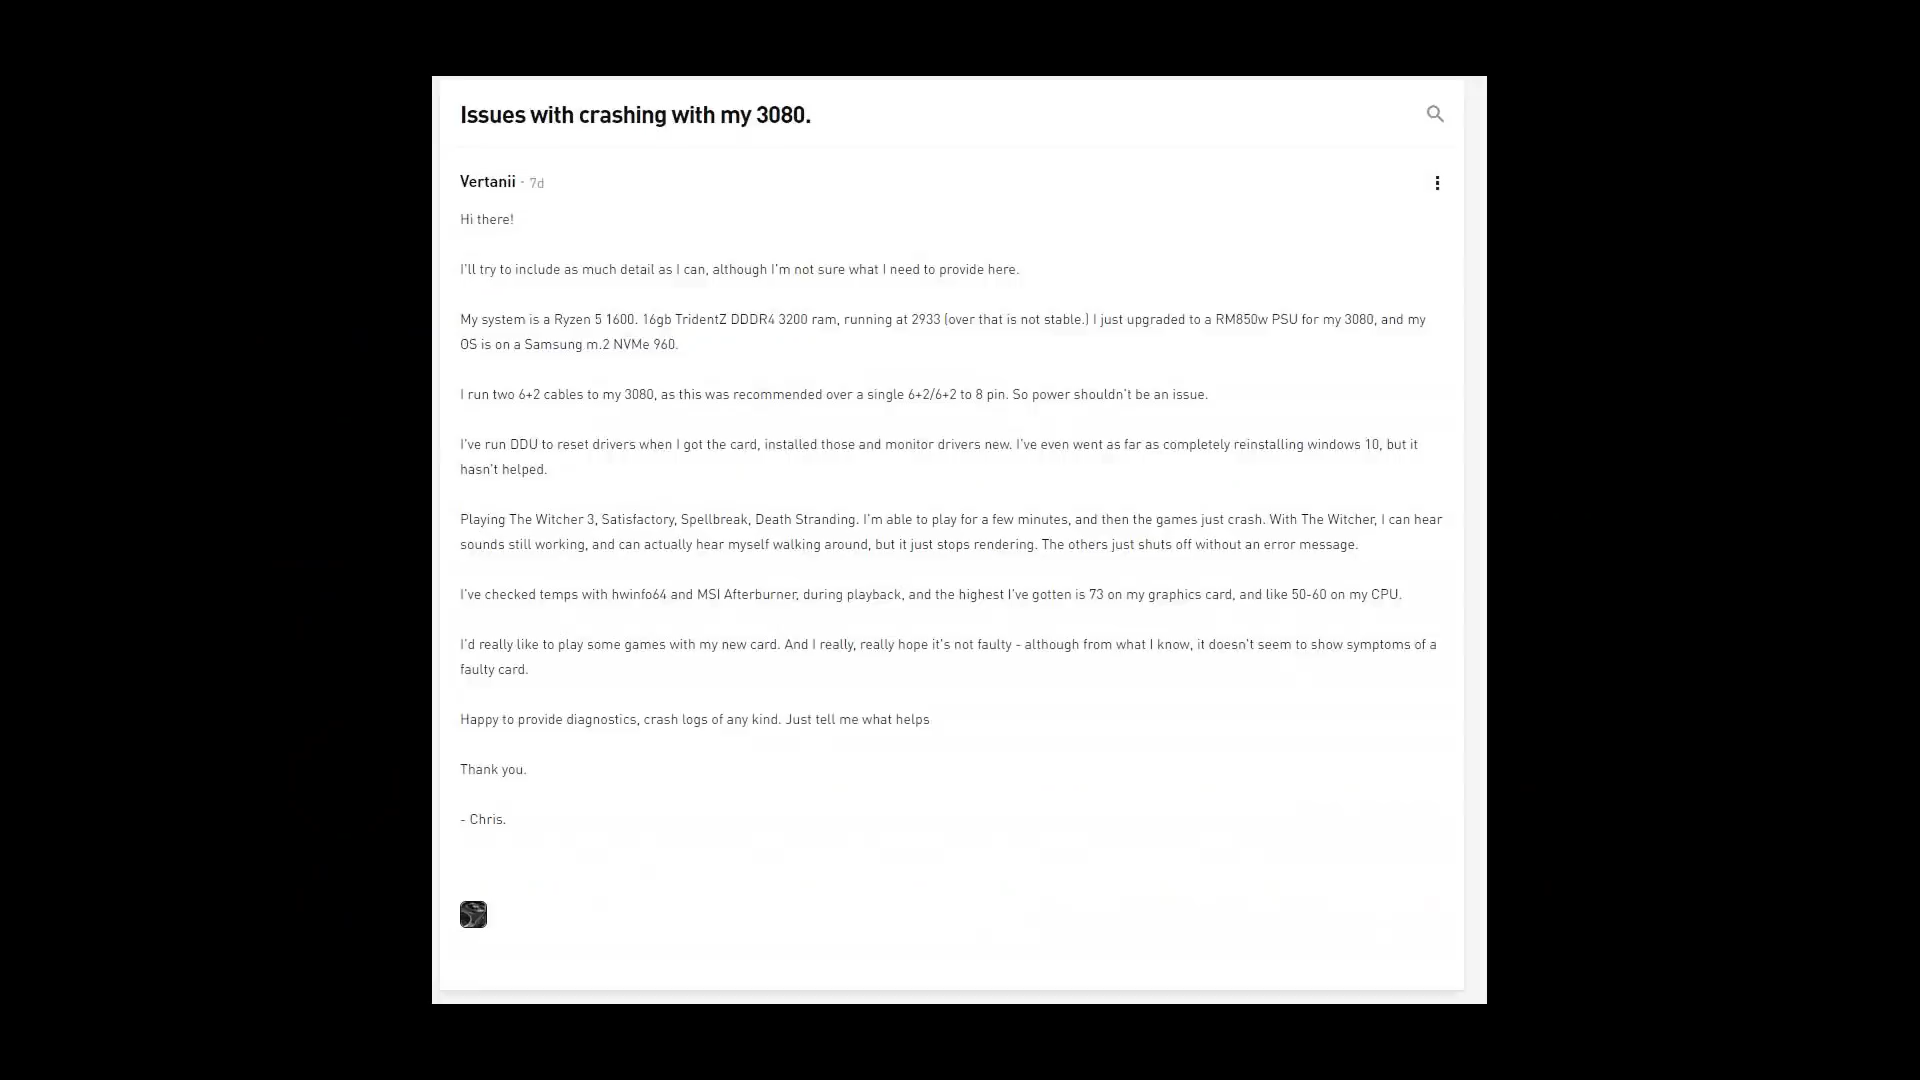 Issues with crashing with my 3080.
Vertanii · 7d
Hi there!
I'll try to include as much detail as I can, although I'm not sure what I need to provide here.
My system is a Ryzen 5 1600. 16gb TridentZ DDDR4 3200 ram, running at 2933 (over that is not stable.) I just upgraded to a RM850w PSU for my 3080, and my
OS is on a Samsung m.2 NVMe 960.
I run two 6+2 cables to my 3080, as this was recommended over a single 6+2/6+2 to 8 pin. So power shouldn't be an issue.
I've run DDU to reset drivers when I got the card, installed those and monitor drivers new. I've even went as far as completely reinstalling windows 10, but it
hasn't helped.
Playing The Witcher 3, Satisfactory, Spellbreak, Death Stranding. I'm able to play for a few minutes, and then the games just crash. With The Witcher, I can hear
sounds still working, and can actually hear myself walking around, but it just stops rendering. The others just shuts off without an error message.
I've checked temps with hwinfo64 and MSI Afterburner, during playback, and the highest I've gotten is 73 on my graphics card, and like 50-60 on my CPU.
I'd really like to play some games with my new card. And I really, really hope it's not faulty - although from what I know, it doesn't seem to show symptoms of a
faulty card.
Happy to provide diagnostics, crash logs of any kind. Just tell me what helps
Thank you.
- Chris.